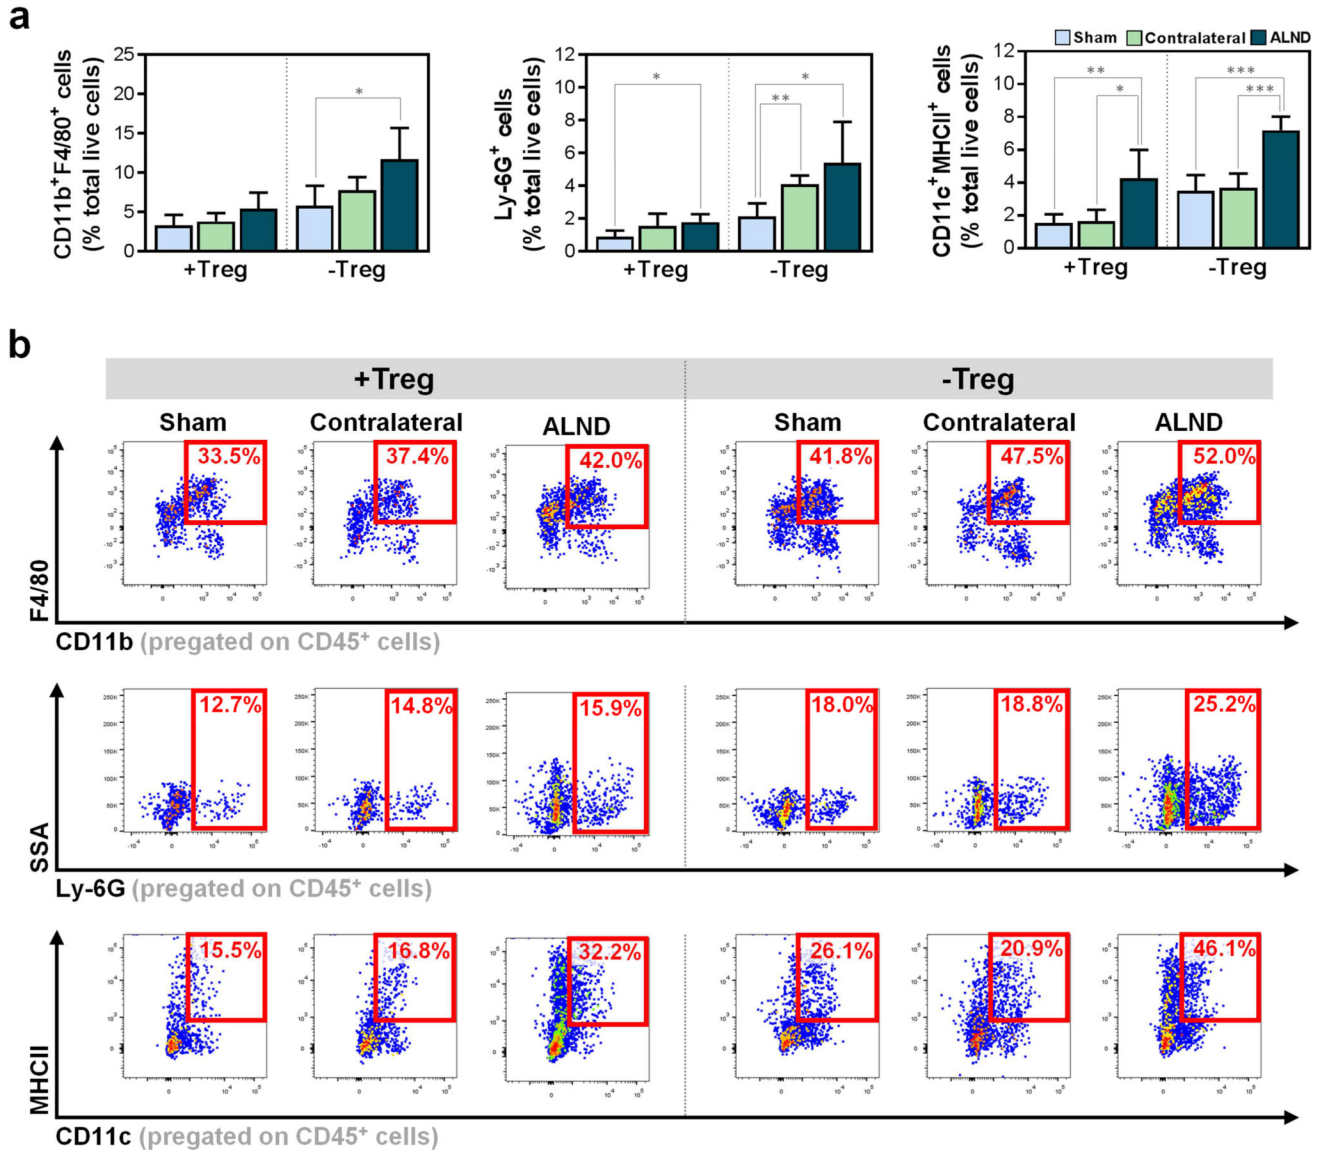 a
Sham Contralateral ALND
CD11b⁺F4/80⁺ cells
(% total live cells)
25
20
15
10
5
0
*
+Treg -Treg
Ly-6G⁺ cells
(% total live cells)
12
10
8
6
4
2
0
* ** *
+Treg -Treg
CD11c⁺MHCII⁺ cells
(% total live cells)
12
10
8
6
4
2
0
** * *** ***
+Treg -Treg
b
+Treg -Treg
Sham Contralateral ALND Sham Contralateral ALND
33.5% 37.4% 42.0% 41.8% 47.5% 52.0%
F4/80
CD11b (pregated on CD45⁺ cells)
12.7% 14.8% 15.9% 18.0% 18.8% 25.2%
SSA
Ly-6G (pregated on CD45⁺ cells)
15.5% 16.8% 32.2% 26.1% 20.9% 46.1%
MHCII
CD11c (pregated on CD45⁺ cells)